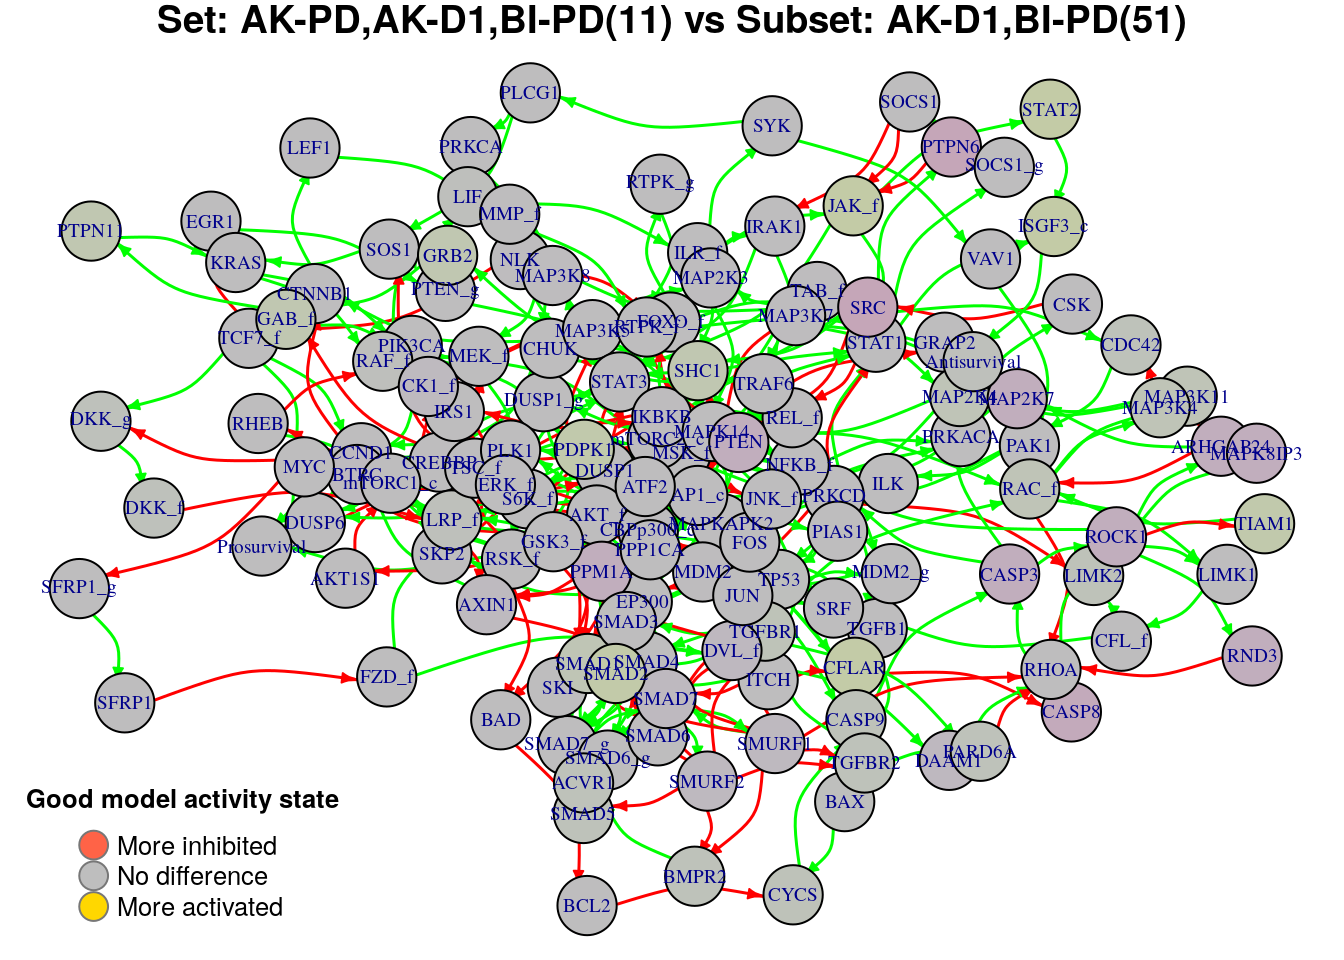 Set: AK-PD,AK-D1,BI-PD(11) vs Subset: AK-D1,BI-PD(51)
PLCG1
SOCS1
STAT2
SYK
PRKCA
LEF1
PTPN6
SOCS1_g
RTPK_g
LIF
MMP_f
JAK_f
EGR1
PTPN11
IRAK1
ISGF3_c
SOS1
GRB2
ILR_f
VAV1
KRAS
NLK
MAP3K8
MAP2K3
PTEN_g
CTNNB1
TAB_f
CSK
SRC
GAB_f
MAP3K7
FOXO_f
RTPK_f
MAP3K5
TCF7_f
PIK3CA
STAT1
GRAP2
CDC42
CHUK
MEK_f
RAF_f
Antisurvival
SHC1
STAT3
TRAF6
CK1_f
MAP2K4
MAP2K7
MAP3K11
MAP3K4
DUSP1_g
IRS1
IKBKB
RELA_f
DKK_g
RHEB
MAPK14
mTORC2_c
PTEN
PRKACA
PAK1
ARHGAP24
MAPK8IP3
CCND1
PLK1
PDPK1
MSK_f
MYC
CREBBP
TSC_f
DUSP1
NFKB_f
BTRC
mTORC1_c
ERK_f
ATF2
PRKCD
ILK
RAC_f
S6K_f
AP1_c
JNK_f
DKK_f
DUSP6
LRP_f
AKT_f
MAPKAPK2
TIAM1
CBPp300_c
PIAS1
ROCK1
Prosurvival
GSK3_f
FOS
PPP1CA
SKP2
RSK_f
AKT1S1
PPM1A
MDM2
TP53
MDM2_g
CASP3
LIMK2
LIMK1
SFRP1_g
AXIN1
EP300
JUN
SRF
SMAD3
TGFBR1
TGFB1
CFL_f
DVL_f
RND3
SMAD1
SMAD4
CFLAR
RHOA
FZD_f
SMAD2
ITCH
SKI
SMAD7
SFRP1
BAD
CASP9
CASP8
SMAD6
SMAD7_g
SMURF1
SMAD6_g
TGFBR2
DAAM1
PARD6A
ACVR1
SMURF2
BAX
SMAD5
BMPR2
CYCS
BCL2
Good model activity state
More inhibited
No difference
More activated